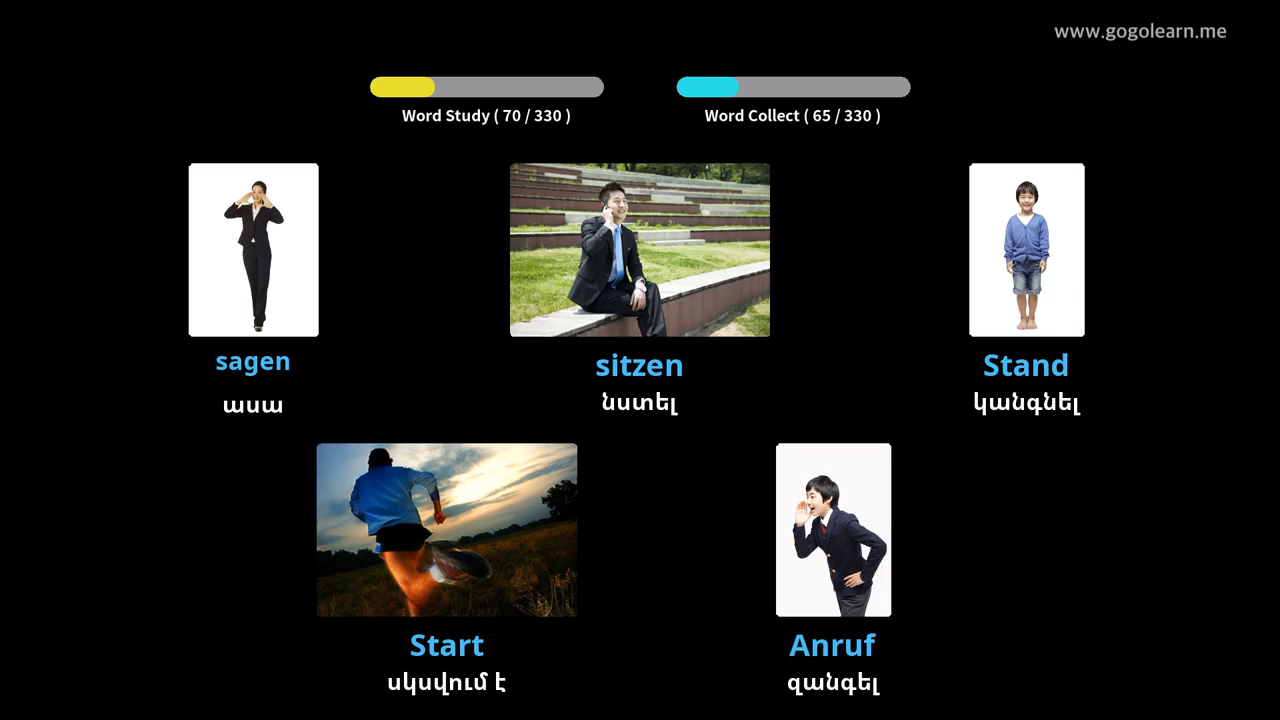 www.gogolearn.me
Word Study ( 70 / 330 )
Word Collect ( 65 / 330 )
sagen
ասա
sitzen
նստել
Stand
կանգնել
Start
սկսվում է
Anruf
զանգել